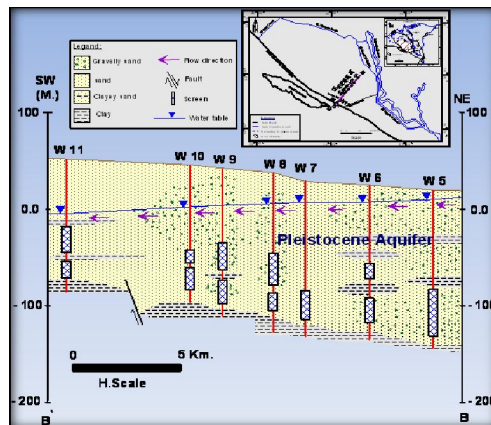 Legend:
Gravelly sand
Flow direction
sand
Fault
Clayey sand
Screen
Clay
Water table
SW
(M.)
NE
100
100
W 11
W 10
W 9
W 8
W 7
W 6
W 5
0.0
0.0
Pleistocene Aquifer
-100
-100
0
5 Km.
H.Scale
-200
-200
B'
B